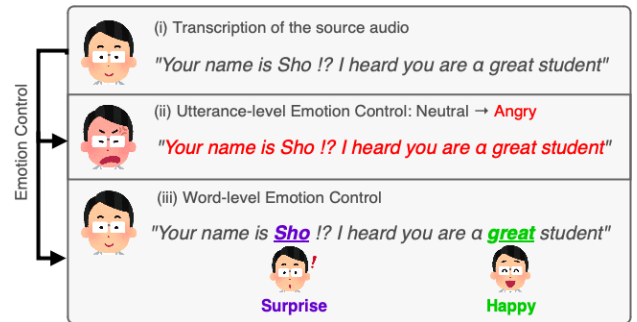 Emotion Control
(i) Transcription of the source audio
"Your name is Sho !? I heard you are a great student"
(ii) Utterance-level Emotion Control: Neutral → Angry
"Your name is Sho !? I heard you are a great student"
(iii) Word-level Emotion Control
"Your name is Sho !? I heard you are a great student"
!
Surprise
Happy